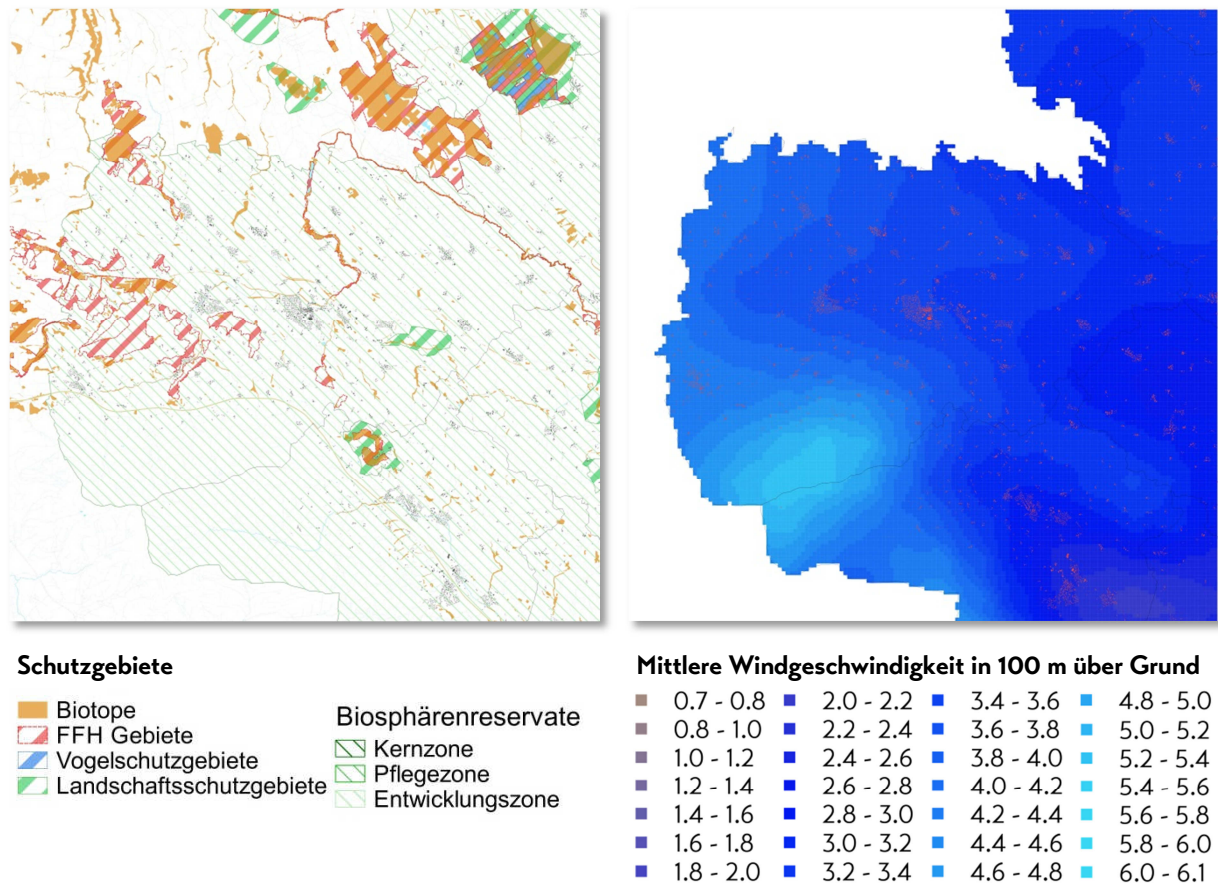 Schutzgebiete
Biotope
FFH Gebiete
Vogelschutzgebiete
Landschaftsschutzgebiete
Biosphärenreservate
Kernzone
Pflegezone
Entwicklungszone
Mittlere Windgeschwindigkeit in 100 m über Grund
0.7 - 0.8
0.8 - 1.0
1.0 - 1.2
1.2 - 1.4
1.4 - 1.6
1.6 - 1.8
1.8 - 2.0
2.0 - 2.2
2.2 - 2.4
2.4 - 2.6
2.6 - 2.8
2.8 - 3.0
3.0 - 3.2
3.2 - 3.4
3.4 - 3.6
3.6 - 3.8
3.8 - 4.0
4.0 - 4.2
4.2 - 4.4
4.4 - 4.6
4.6 - 4.8
4.8 - 5.0
5.0 - 5.2
5.2 - 5.4
5.4 - 5.6
5.6 - 5.8
5.8 - 6.0
6.0 - 6.1